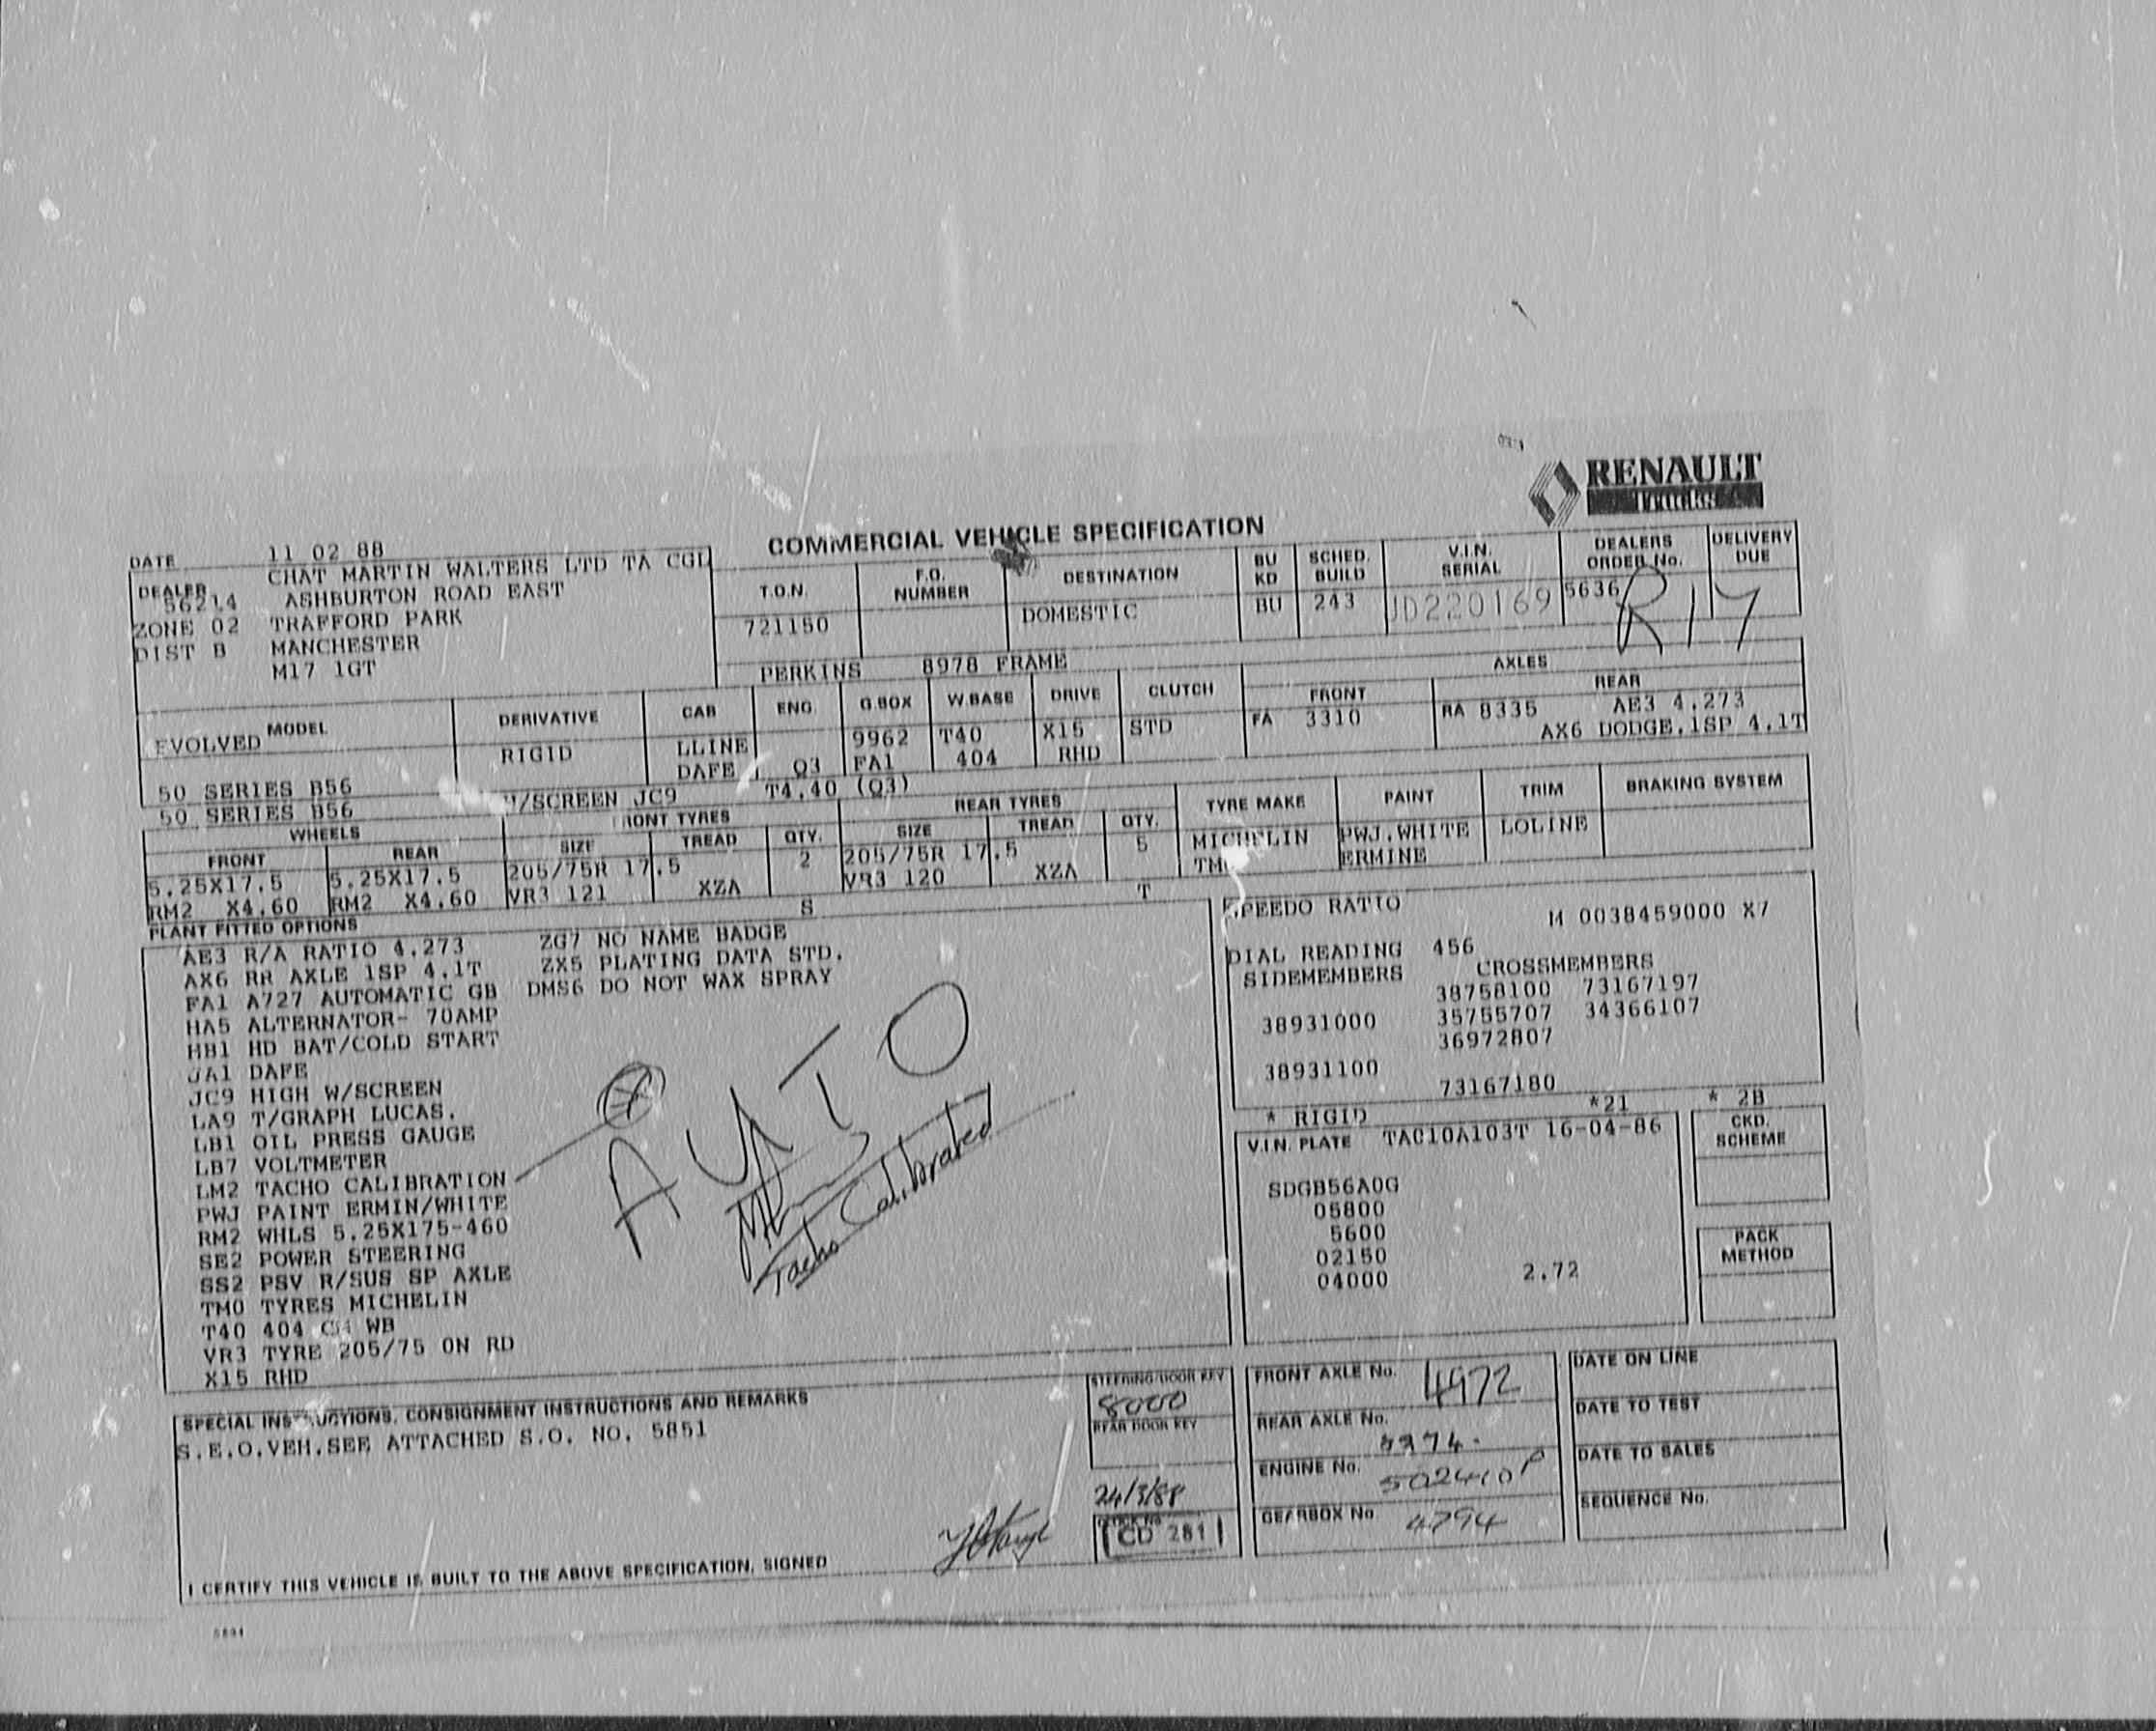 RENAULT
Trucks
COMMERCIAL VEHICLE SPECIFICATION
DATE 11 02 88
DEALER CHAT MARTIN WALTERS LTD TA CGL
56214 ASHBURTON ROAD EAST
ZONE 02 TRAFFORD PARK
DIST B MANCHESTER
M17 1GT
T.O.N. F.O. NUMBER DESTINATION BU KD SCHED. BUILD V.I.N. SERIAL DEALERS ORDER No. DELIVERY DUE
721150 DOMESTIC BU 243 JD220169 5636 R17
PERKINS 8978 FRAME
MODEL DERIVATIVE CAB ENG. G.BOX W.BASE DRIVE CLUTCH AXLES FRONT REAR
EVOLVED RIGID LLINE 9962 T40 X15 STD FA 3310 RA 8335 AE3 4.273
DAFE Q3 FA1 404 RHD AX6 DODGE.1SP 4.1T
50 SERIES B56
50 SERIES B56 W/SCREEN JC9 T4.40 (Q3)
WHEELS FRONT TYRES REAR TYRES TYRE MAKE PAINT TRIM BRAKING SYSTEM
FRONT REAR SIZE TREAD QTY. SIZE TREAD QTY.
5.25X17.5 5.25X17.5 205/75R 17.5 2 205/75R 17.5 5 MICHELIN PWJ.WHITE LOLINE
RM2 X4.60 RM2 X4.60 VR3 121 XZA VR3 120 XZA TM0 ERMINE
S T
PLANT FITTED OPTIONS
AE3 R/A RATIO 4.273 ZG7 NO NAME BADGE
AX6 RR AXLE 1SP 4.1T ZX5 PLATING DATA STD.
FA1 A727 AUTOMATIC GB DMS6 DO NOT WAX SPRAY
HA5 ALTERNATOR- 70AMP
HB1 HD BAT/COLD START
JA1 DAFE
JC9 HIGH W/SCREEN
LA9 T/GRAPH LUCAS.
LB1 OIL PRESS GAUGE
LB7 VOLTMETER
LM2 TACHO CALIBRATION
PWJ PAINT ERMIN/WHITE
RM2 WHLS 5.25X175-460
SE2 POWER STEERING
SS2 PSV R/SUS SP AXLE
TM0 TYRES MICHELIN
T40 404 CM WB
VR3 TYRE 205/75 ON RD
X15 RHD
AUTO
Tacho Calibrated
SPEEDO RATIO M 0038459000 X7
DIAL READING 456
SIDEMEMBERS CROSSMEMBERS
38758100 73167197
38931000 35755707 34366107
36972807
38931100
73167180
* RIGID *21 * 2B
V.I.N. PLATE TAC10A103T 16-04-86
SDGB56A0G
05800
5600
02150
04000 2.72
CKD. SCHEME
PACK METHOD
SPECIAL INSTRUCTIONS, CONSIGNMENT INSTRUCTIONS AND REMARKS
S.E.O.VEH.SEE ATTACHED S.O. NO. 5851
STEERING/DOOR KEY
8000
REAR DOOR KEY
24/3/88
CD 281
FRONT AXLE No. 4972
REAR AXLE No.
ENGINE No. 502410P
GEARBOX No 4794
DATE ON LINE
DATE TO TEST
DATE TO SALES
SEQUENCE No.
I CERTIFY THIS VEHICLE IS BUILT TO THE ABOVE SPECIFICATION, SIGNED